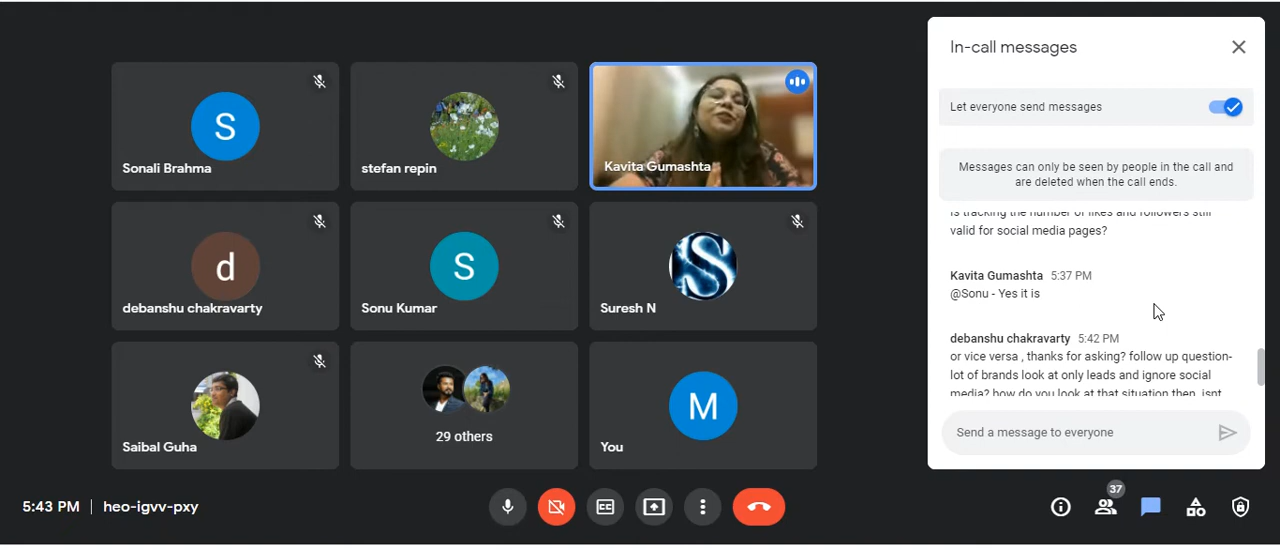 In-call messages
Let everyone send messages
Messages can only be seen by people in the call and
are deleted when the call ends.
is tracking the number of likes and followers still
valid for social media pages?
Kavita Gumashta 5:37 PM
@Sonu - Yes it is
debanshu chakravarty 5:42 PM
or vice versa , thanks for asking? follow up question-
lot of brands look at only leads and ignore social
media? how do you look at that situation then, isnt
Send a message to everyone
S
Sonali Brahma
stefan repin
Kavita Gumashta
d
debanshu chakravarty
S
Sonu Kumar
S
Suresh N
Saibal Guha
29 others
M
You
5:43 PM | heo-igvv-pxy
CC
37